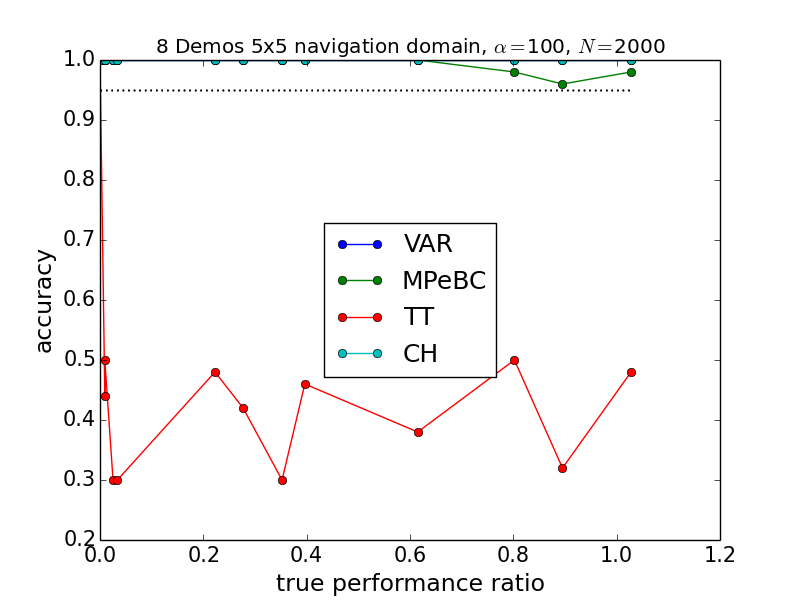 8 Demos 5x5 navigation domain, α=100, N=2000
1.0
0.9
0.8
0.7
0.6
0.5
0.4
0.3
0.2
accuracy
VAR
MPeBC
TT
CH
0.0 0.2 0.4 0.6 0.8 1.0 1.2
true performance ratio